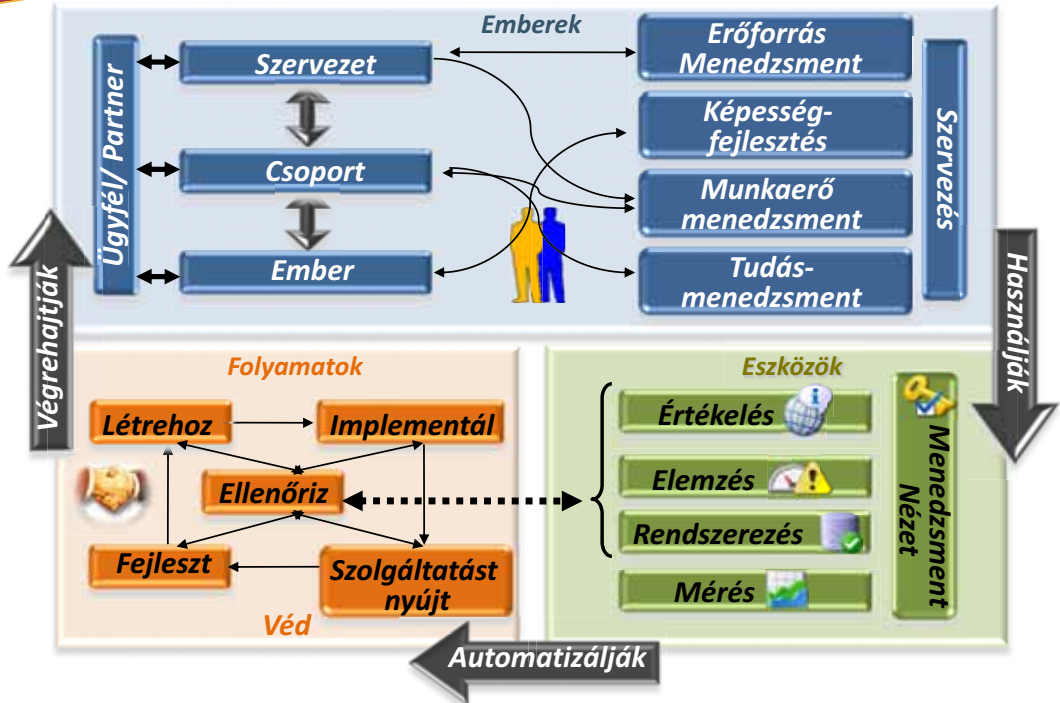 Emberek
Ügyfél/ Partner
Szervezet
Csoport
Ember
Erőforrás
Menedzsment
Képesség-
fejlesztés
Munkaerő
menedzsment
Tudás-
menedzsment
Szervezés
Végrehajtják
Használják
Folyamatok
Létrehoz
Implementál
Ellenőriz
Fejleszt
Szolgáltatást
nyújt
Véd
Eszközök
Értékelés
Elemzés
Rendszerezés
Mérés
Menedzsment
Nézet
Automatizálják